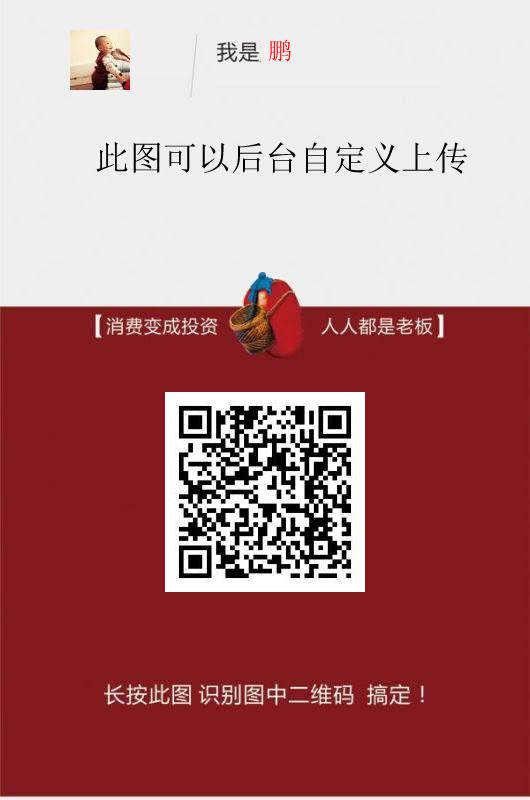 我是 鹏
此图可以后台自定义上传
【消费变成投资 人人都是老板】
长按此图 识别图中二维码 搞定！